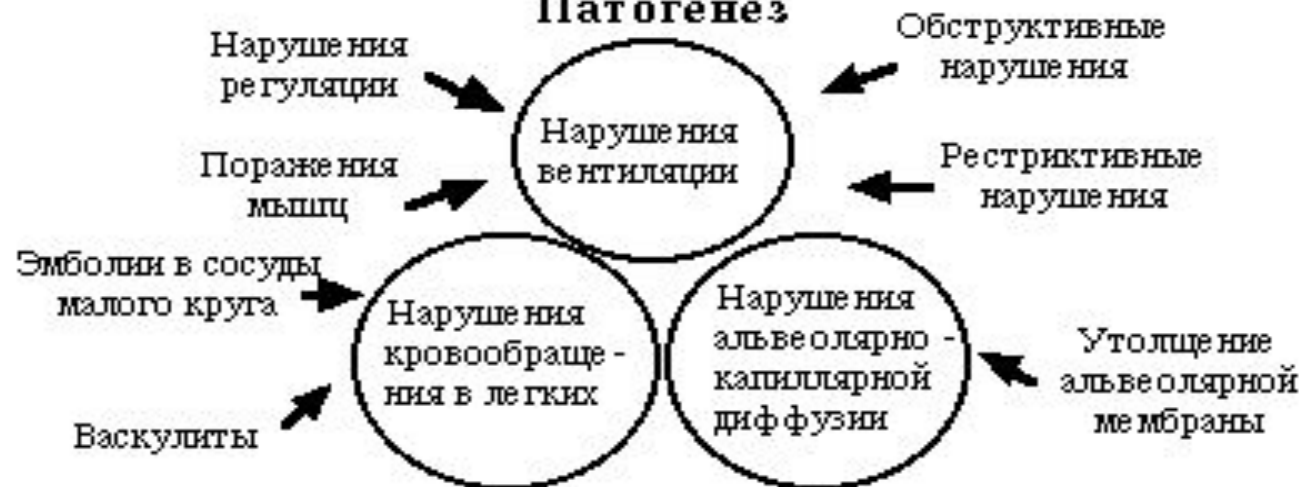 Патогенез
Нарушения
регуляции
Обструктивные
нарушения
Нарушения
вентиляции
Поражения
мышц
Рестриктивные
нарушения
Эмболии в сосуды
малого круга
Нарушения
кровообраще -
ния в легких
Нарушения
альвеолярно -
капиллярной
диффузии
Утолщение
альвеолярной
мембраны
Васкулиты